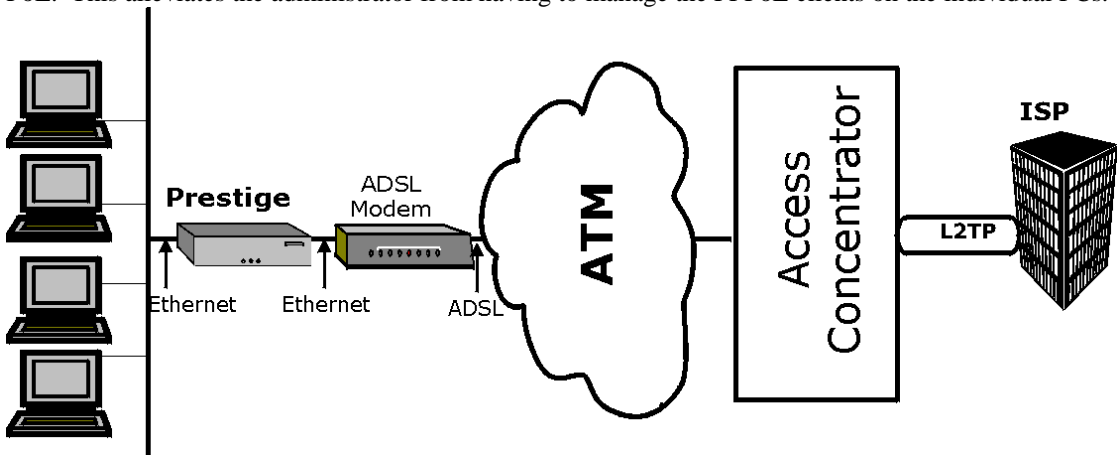 PoE. This alleviates the administrator from having to manage the PPPoE clients on the individual PCs.
ISP
Access
Concentrator
ADSL
Modem
Prestige
ATM
L2TP
Ethernet
Ethernet
ADSL